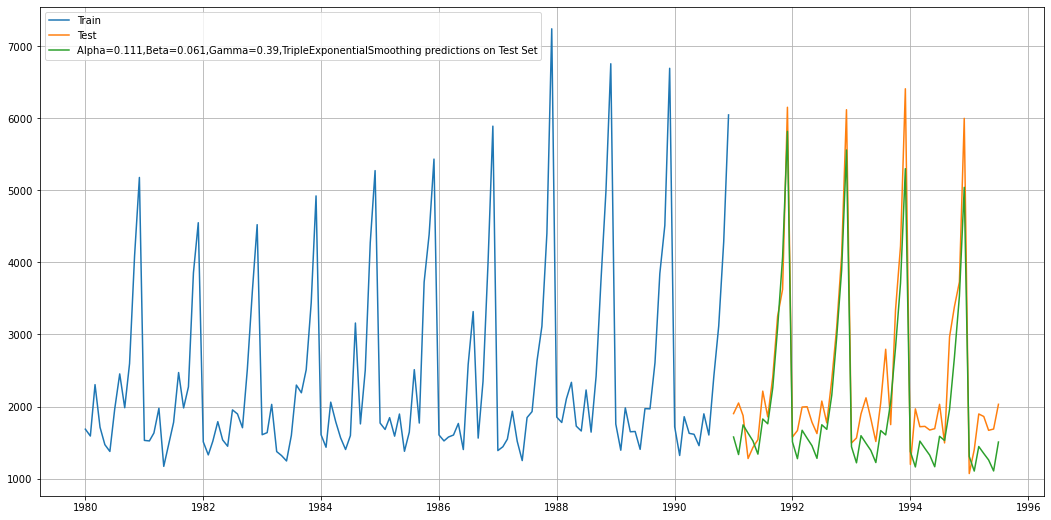 Train
Test
Alpha=0.111,Beta=0.061,Gamma=0.39,TripleExponentialSmoothing predictions on Test Set
7000
6000
5000
4000
3000
2000
1000
1980 1982 1984 1986 1988 1990 1992 1994 1996